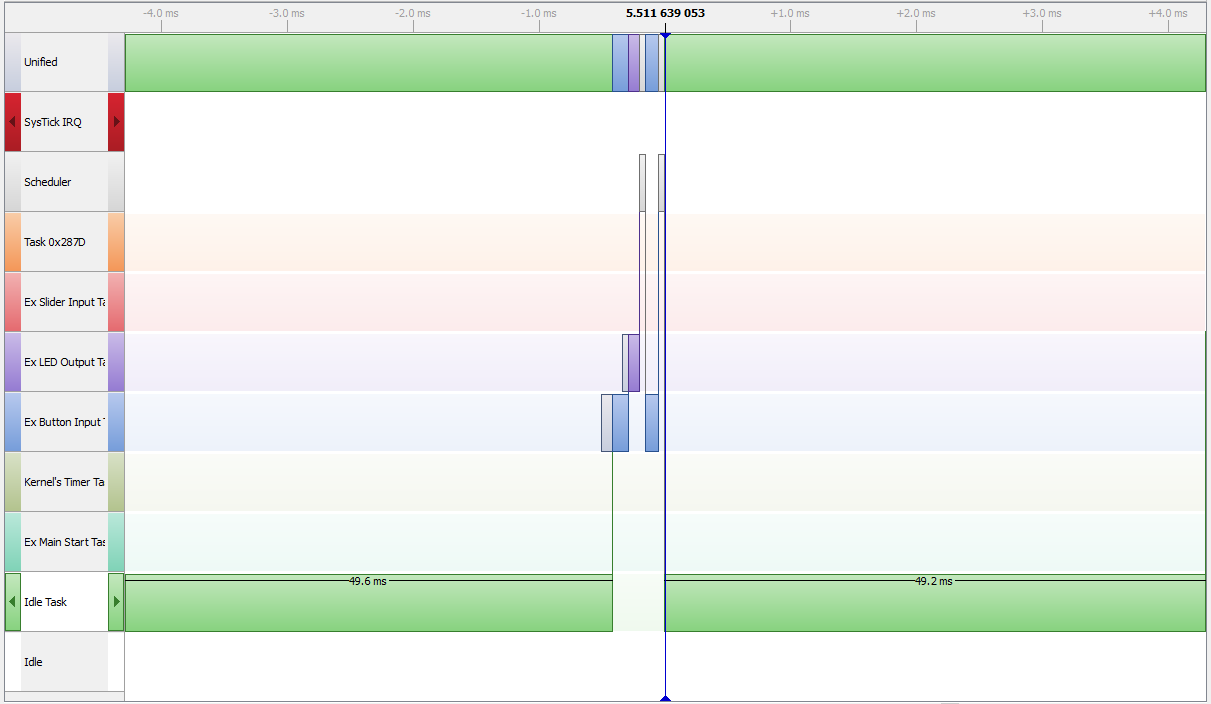 -4.0 ms -3.0 ms -2.0 ms -1.0 ms 5.511 639 053 +1.0 ms +2.0 ms +3.0 ms +4.0 ms
Unified
SysTick IRQ
Scheduler
Task 0x287D
Ex Slider Input Ta
Ex LED Output Ta
Ex Button Input T
Kernel's Timer Ta
Ex Main Start Tas
49.6 ms 49.2 ms
Idle Task
Idle